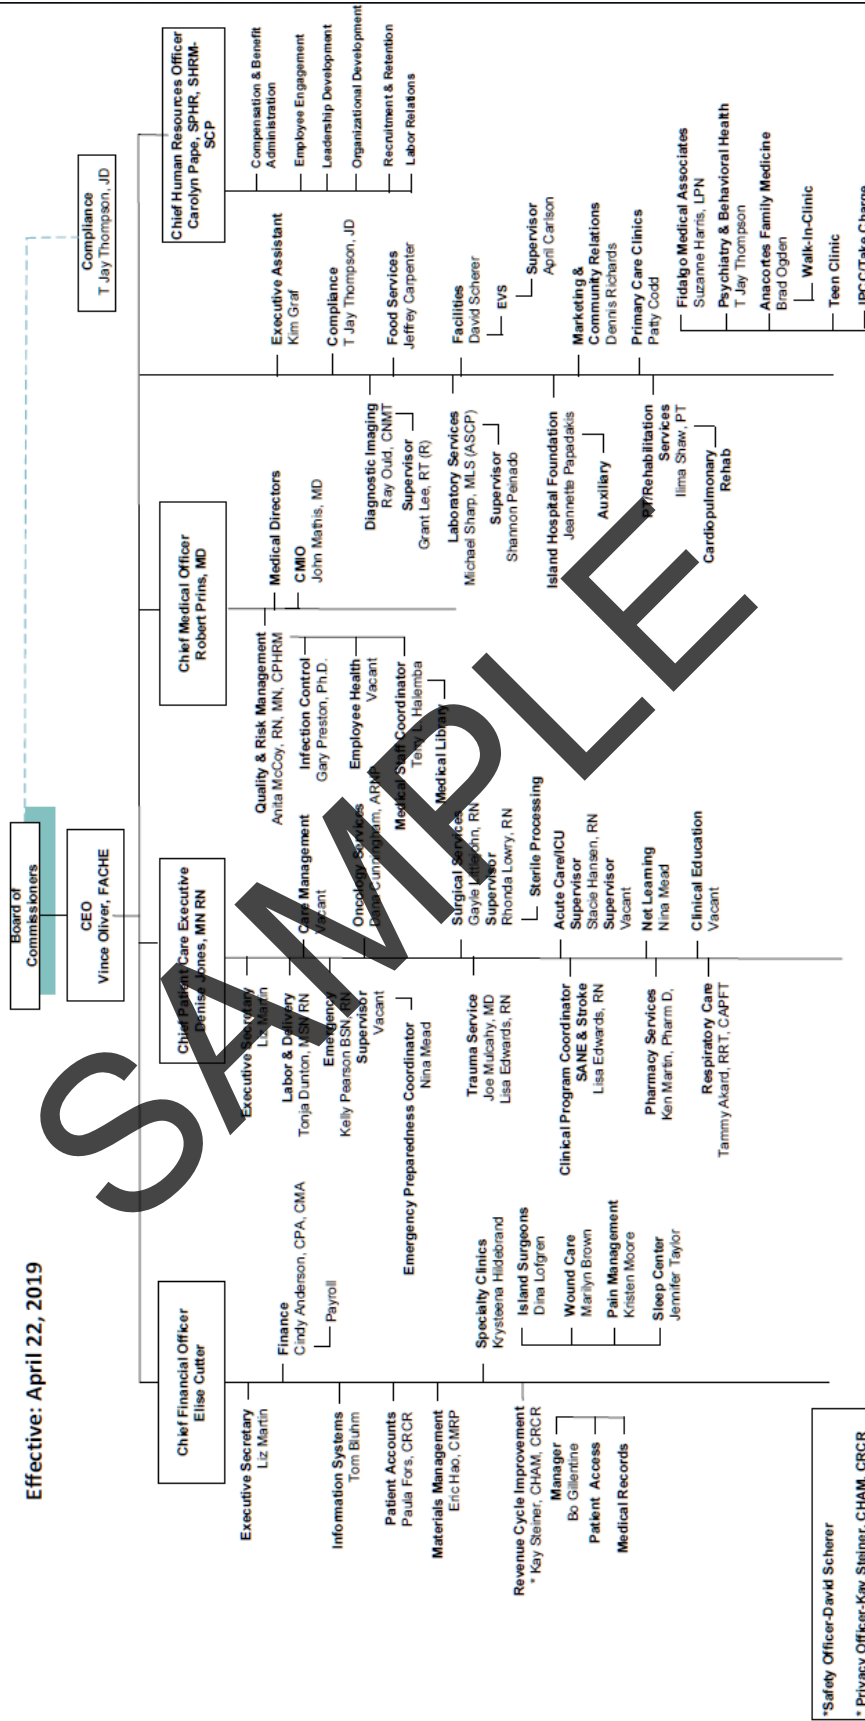 Effective: April 22, 2019
Board of
Commissioners
CEO
Vince Oliver, FACHE
Compliance
T Jay Thompson, JD
Chief Financial Officer
Elise Cutter
Executive Secretary
Liz Martin
Finance
Cindy Anderson, CPA, CMA
Payroll
Information Systems
Tom Bluhm
Patient Accounts
Paula Fors, CRCR
Materials Management
Eric Hao, CMRP
Specialty Clinics
Krysteena Hildebrand
Island Surgeons
Dina Lofgren
Wound Care
Marilyn Brown
Pain Management
Kristen Moore
Sleep Center
Jennifer Taylor
Revenue Cycle Improvement
* Kay Steiner, CHAM, CRCR
Manager
Bo Gillentine
Patient Access
Medical Records
Chief Patient Care Executive
Denise Jones, MN RN
Executive Secretary
Liz Martin
Labor & Delivery
Tonja Dunton, MSN RN
Care Management
Vacant
Emergency
Kelly Pearson BSN, RN
Supervisor
Vacant
Emergency Preparedness Coordinator
Nina Mead
Oncology Services
Dana Cunningham, ARNP
Surgical Services
Gayle Littlejohn, RN
Supervisor
Rhonda Lowry, RN
Sterile Processing
Trauma Service
Joe Mulcahy, MD
Lisa Edwards, RN
Acute Care/ICU
Supervisor
Stacie Hansen, RN
Supervisor
Vacant
Clinical Program Coordinator
SANE & Stroke
Lisa Edwards, RN
Net Learning
Nina Mead
Pharmacy Services
Ken Martin, Pharm D,
Clinical Education
Vacant
Respiratory Care
Tammy Akard, RRT, CAPFT
Chief Medical Officer
Robert Prins, MD
Quality & Risk Management
Anita McCoy, RN, MN, CPHRM
Medical Directors
CMIO
John Mathis, MD
Infection Control
Gary Preston, Ph.D.
Employee Health
Vacant
Medical Staff Coordinator
Terry L. Halemba
Medical Library
Executive Assistant
Kim Graf
Compliance
T Jay Thompson, JD
Diagnostic Imaging
Ray Ould, CNMT
Supervisor
Grant Lee, RT (R)
Food Services
Jeffrey Carpenter
Laboratory Services
Michael Sharp, MLS (ASCP)
Supervisor
Shannon Peinado
Facilities
David Scherer
EVS
Supervisor
April Carlson
Island Hospital Foundation
Jeannette Papadakis
Auxiliary
Marketing &
Community Relations
Dennis Richards
Primary Care Clinics
Patty Codd
PT/Rehabilitation
Services
Ilima Shaw, PT
Cardiopulmonary
Rehab
Fidalgo Medical Associates
Suzanne Harris, LPN
Psychiatry & Behavioral Health
T Jay Thompson
Anacortes Family Medicine
Brad Ogden
Walk-In-Clinic
Teen Clinic
Chief Human Resources Officer
Carolyn Pape, SPHR, SHRM-
SCP
Compensation & Benefit
Administration
Employee Engagement
Leadership Development
Organizational Development
Recruitment & Retention
Labor Relations
*Safety Officer-David Scherer
* Privacy Officer-Kay Steiner, CHAM, CRCR
SAMPLE